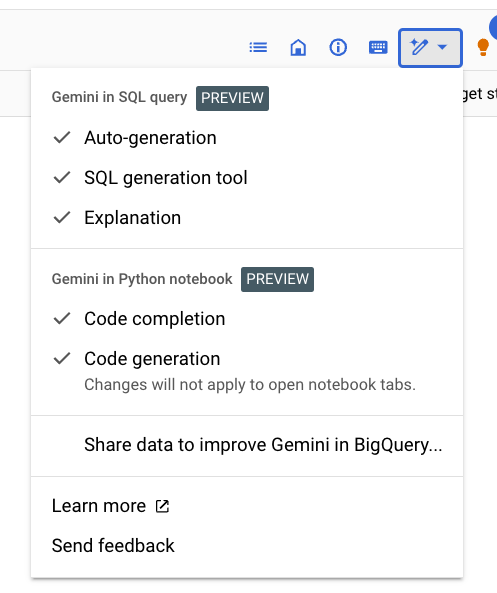 get st
Gemini in SQL query PREVIEW
Auto-generation
SQL generation tool
Explanation
Gemini in Python notebook PREVIEW
Code completion
Code generation
Changes will not apply to open notebook tabs.
Share data to improve Gemini in BigQuery...
Learn more
Send feedback